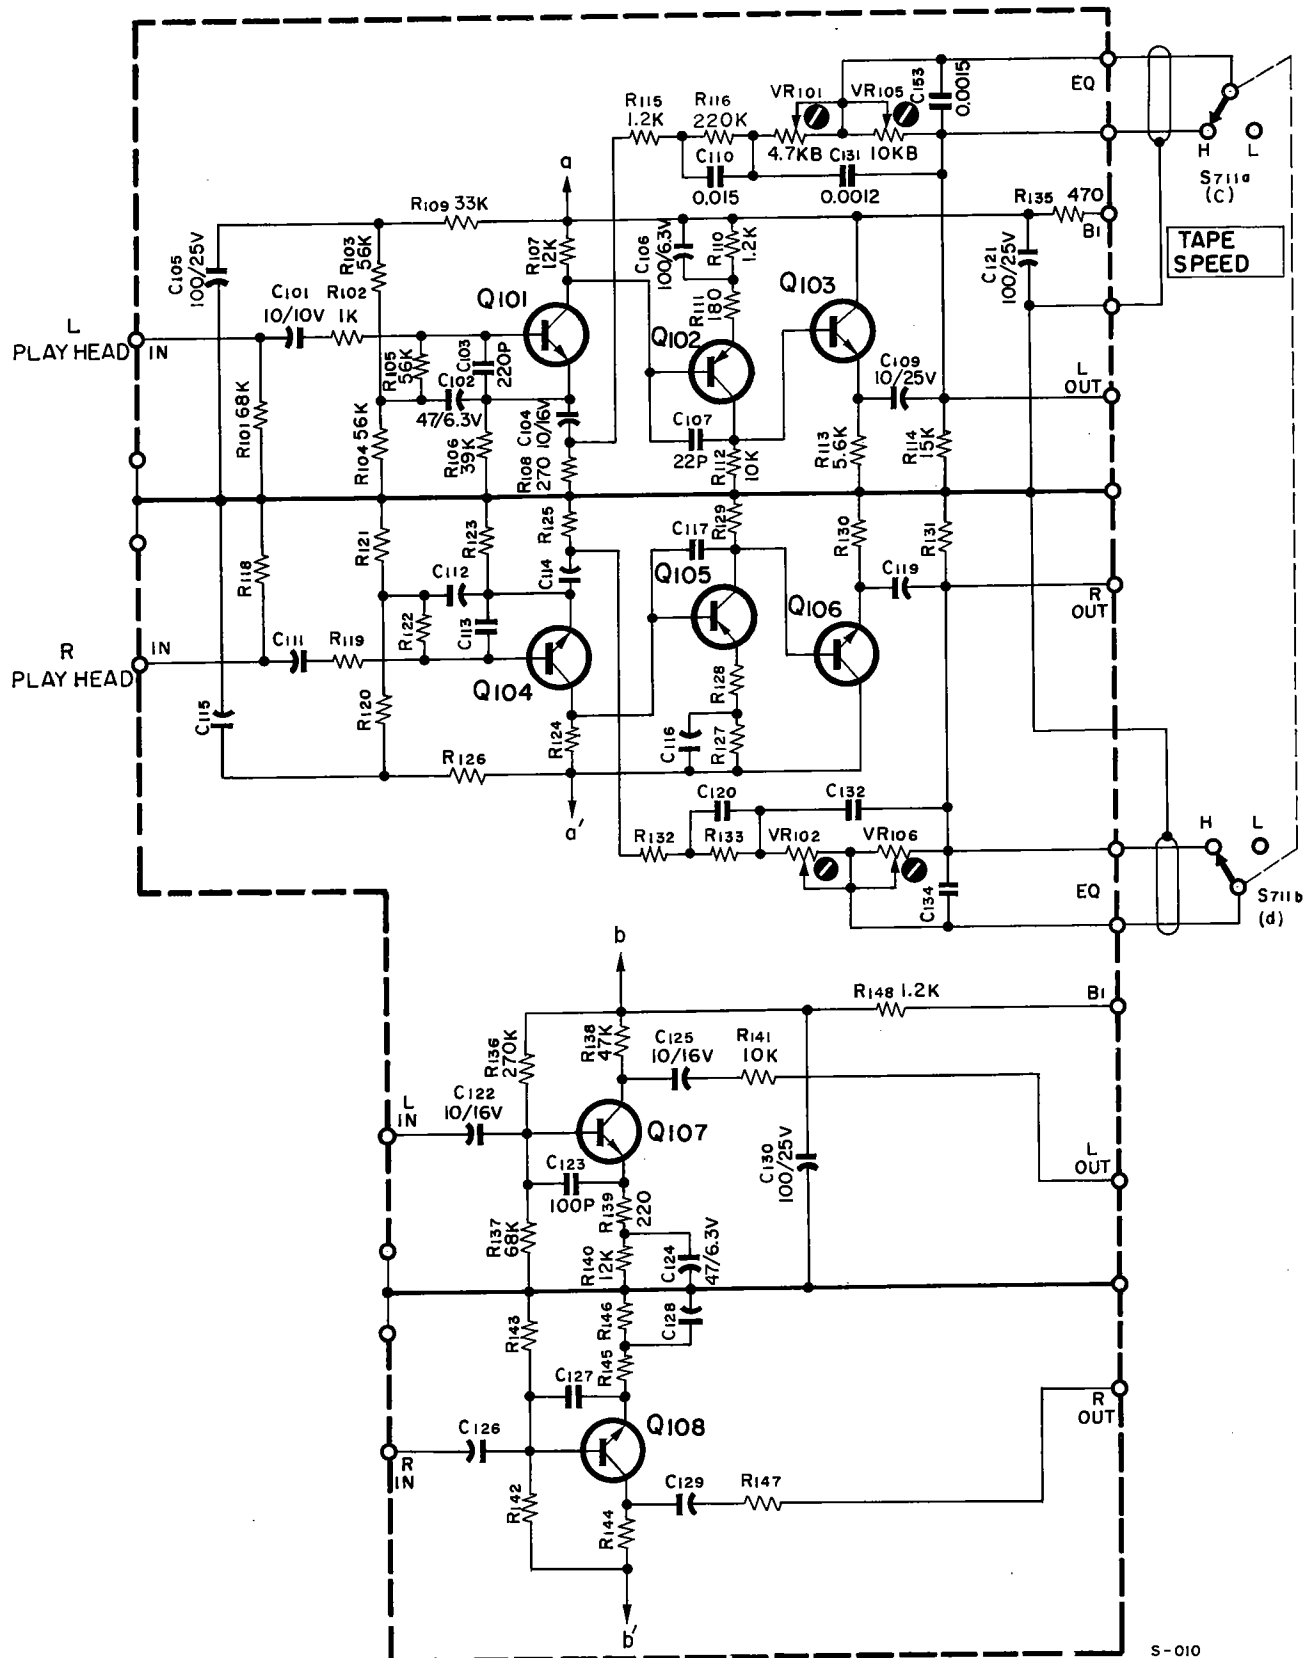 EQ
C153
0.0015
R115
1.2K
R116
220K
VR101
4.7KB
VR105
10KB
C110
0.015
C131
0.0012
H
L
S711a
(C)
TAPE
SPEED
a
R109 33K
R135
470
B1
C105
100/25V
R103
56K
R107
12K
C106
100/6.3V
R110
1.2K
C121
100/25V
L
PLAY HEAD
IN
C101
10/10V
R102
1K
Q101
R111
180
Q103
Q102
R105
56K
C103
220P
C102
47/6.3V
C104
10/16V
C109
10/25V
L
OUT
R101 68K
R104 56K
R106
39K
R108
270
C107
22P
R112
10K
R113
5.6K
R114
15K
R118
R121
R123
R125
R129
R130
R131
C117
C112
C114
Q105
C119
R
OUT
Q106
R
PLAY HEAD
IN
C111
R119
R122
C113
Q104
R128
C115
R120
R124
C116
R127
R126
a'
C120
C132
R132
R133
VR102
VR106
C134
H
L
EQ
S711b
(d)
b
R148 1.2K
B1
R136
270K
R138
47K
C125
10/16V
R141
10K
L
IN
C122
10/16V
Q107
C123
100P
R139
220
C130
100/25V
L
OUT
R137
68K
R140
12K
C124
47/6.3V
R143
R146
C128
R145
C127
R
OUT
C126
Q108
R
IN
R142
C129
R147
R144
b'
S-010